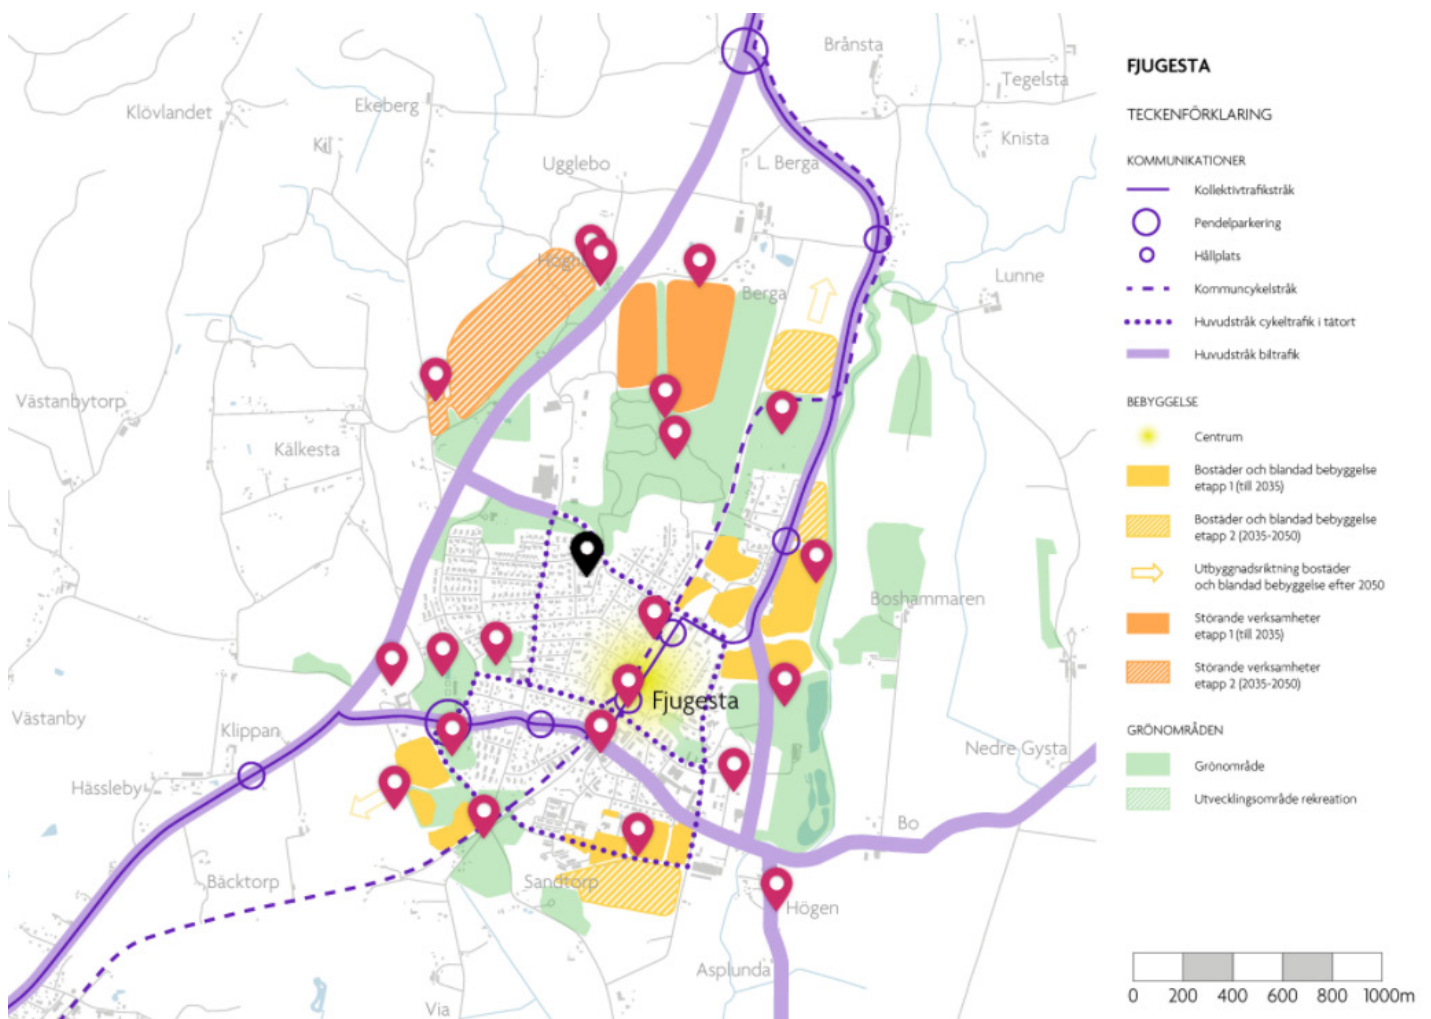 Brånsta
Tegelsta
Klövlandet
Ekeberg
Knista
Kil
Ugglebo
L. Berga
Lunne
Berga
Västanbytorp
Kälkesta
Boshammaren
Fjugesta
Västanby
Klippan
Nedre Gysta
Hässleby
Bo
Bäcktorp
Sandtorp
Högen
Asplunda
Via
FJUGESTA
TECKENFÖRKLARING
KOMMUNIKATIONER
Kollektivtrafikstråk
Pendelparkering
Hållplats
Kommuncykelstråk
Huvudstråk cykeltrafik i tätort
Huvudstråk biltrafik
BEBYGGELSE
Centrum
Bostäder och blandad bebyggelse
etapp 1 (till 2035)
Bostäder och blandad bebyggelse
etapp 2 (2035-2050)
Utbyggnadsriktning bostäder
och blandad bebyggelse efter 2050
Störande verksamheter
etapp 1 (till 2035)
Störande verksamheter
etapp 2 (2035-2050)
GRÖNOMRÅDEN
Grönområde
Utvecklingsområde rekreation
0 200 400 600 800 1000m